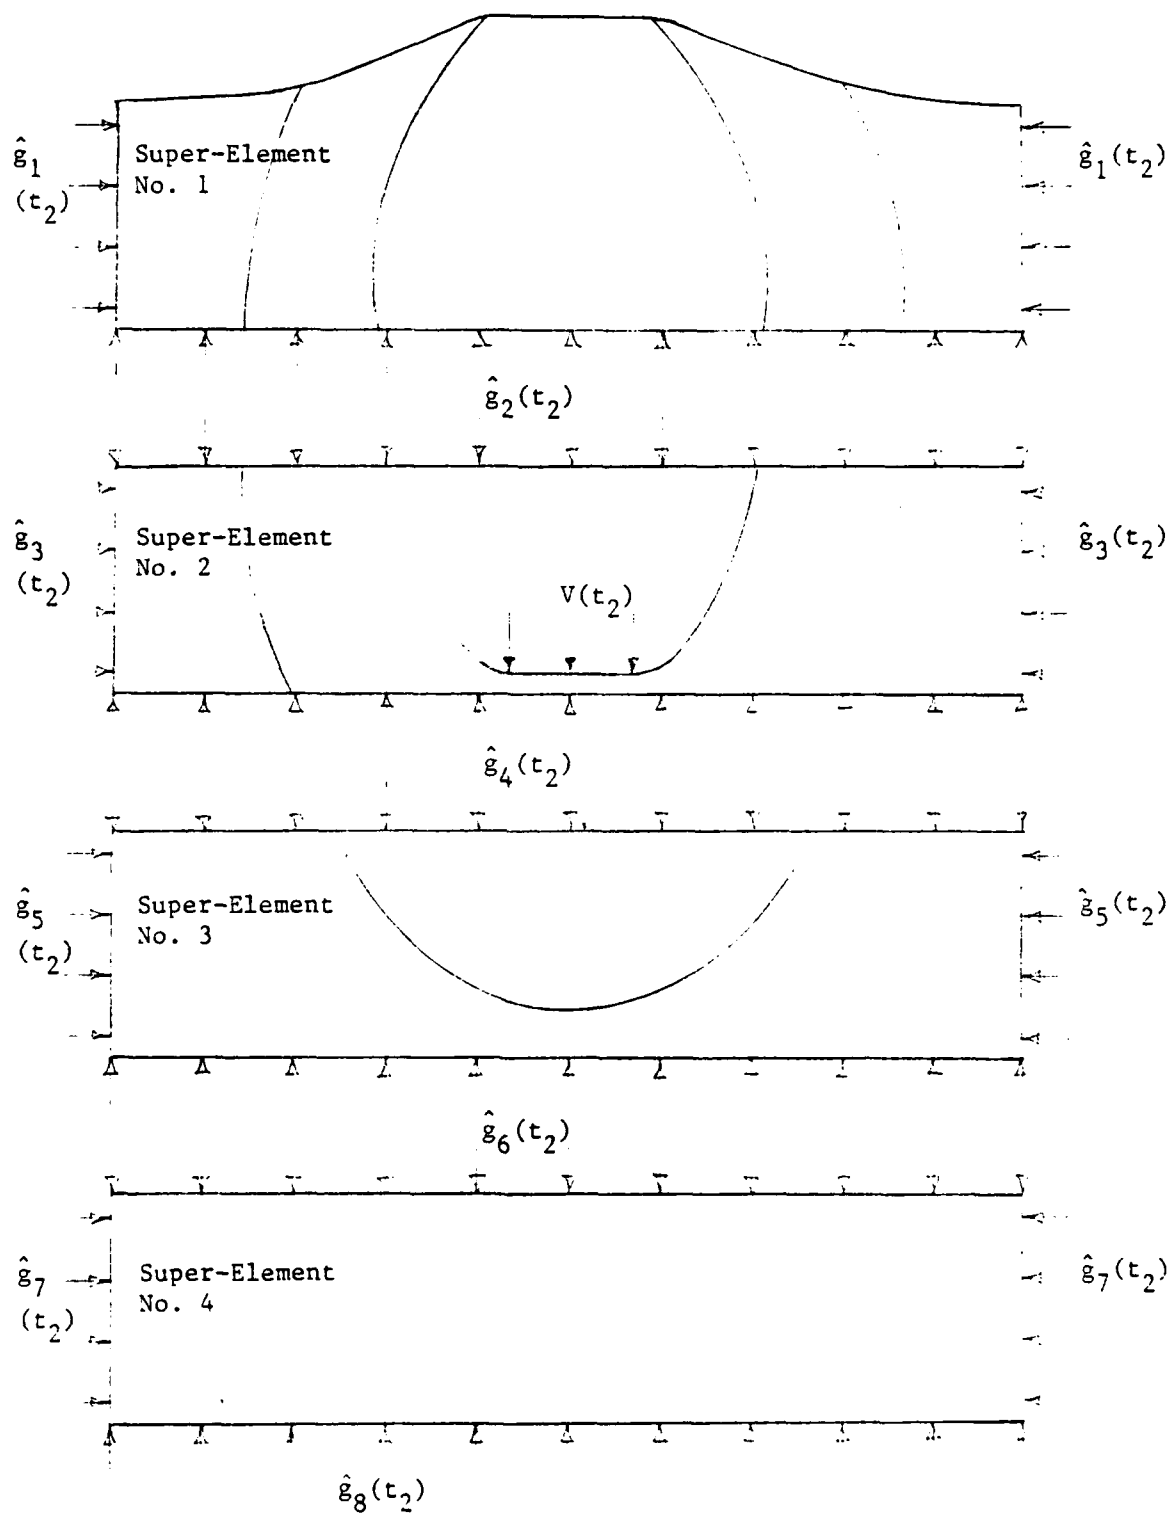 Super-Element
No. 1
ĝ₁
(t₂)
ĝ₁(t₂)
ĝ₂(t₂)
Super-Element
No. 2
ĝ₃
(t₂)
V(t₂)
ĝ₃(t₂)
ĝ₄(t₂)
Super-Element
No. 3
ĝ₅
(t₂)
ĝ₅(t₂)
ĝ₆(t₂)
Super-Element
No. 4
ĝ₇
(t₂)
ĝ₇(t₂)
ĝ₈(t₂)